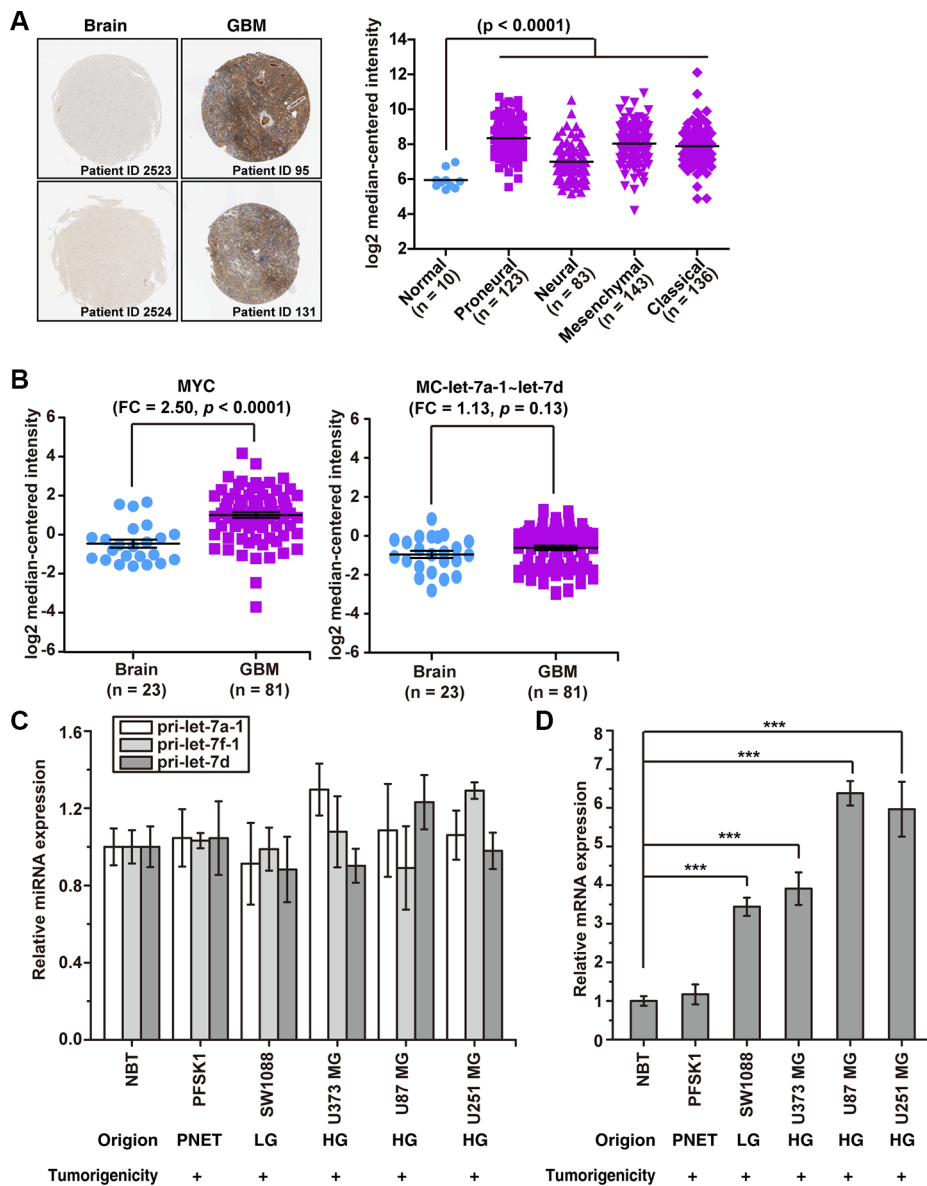 A
Brain
GBM
Patient ID 2523
Patient ID 95
Patient ID 2524
Patient ID 131
(p < 0.0001)
log2 median-centered intensity
14
12
10
8
6
4
2
Normal
(n = 10)
Proneural
(n = 123)
Neural
(n = 83)
Mesenchymal
(n = 143)
Classical
(n = 136)
B
MYC
(FC = 2.50, p < 0.0001)
log2 median-centered intensity
6
4
2
-0
-2
-4
-6
Brain
(n = 23)
GBM
(n = 81)
MC-let-7a-1~let-7d
(FC = 1.13, p = 0.13)
log2 median-centered intensity
6
4
2
-0
-2
-4
-6
Brain
(n = 23)
GBM
(n = 81)
C
pri-let-7a-1
pri-let-7f-1
pri-let-7d
Relative miRNA expression
1.6
1.2
0.8
0.4
0.0
NBT
PFSK1
SW1088
U373 MG
U87 MG
U251 MG
Origion PNET LG HG HG HG
Tumorigenicity + + + + +
D
Relative mRNA expression
8
7
6
5
4
3
2
1
0
***
***
***
***
NBT
PFSK1
SW1088
U373 MG
U87 MG
U251 MG
Origion PNET LG HG HG HG
Tumorigenicity + + + + +